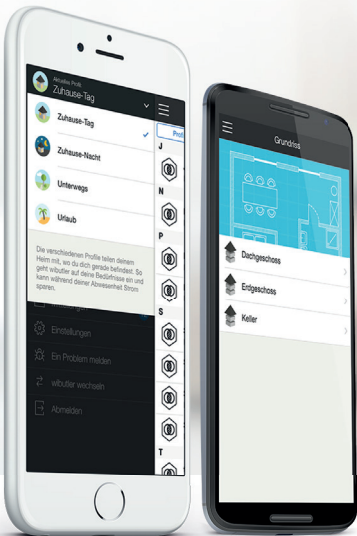 Aktuelles Profil
Zuhause-Tag
Zuhause-Tag
Zuhause-Nacht
Unterwegs
Urlaub
Die verschiedenen Profile teilen deinem
Heim mit, wo du dich gerade befindest. So
geht wibutler auf deine Bedürfnisse ein und
kann während deiner Abwesenheit Strom
sparen.
Einstellungen
Ein Problem melden
wibutler wechseln
Abmelden
Profi
J
N
P
S
T
Grundriss
Dachgeschoss
Erdgeschoss
Keller